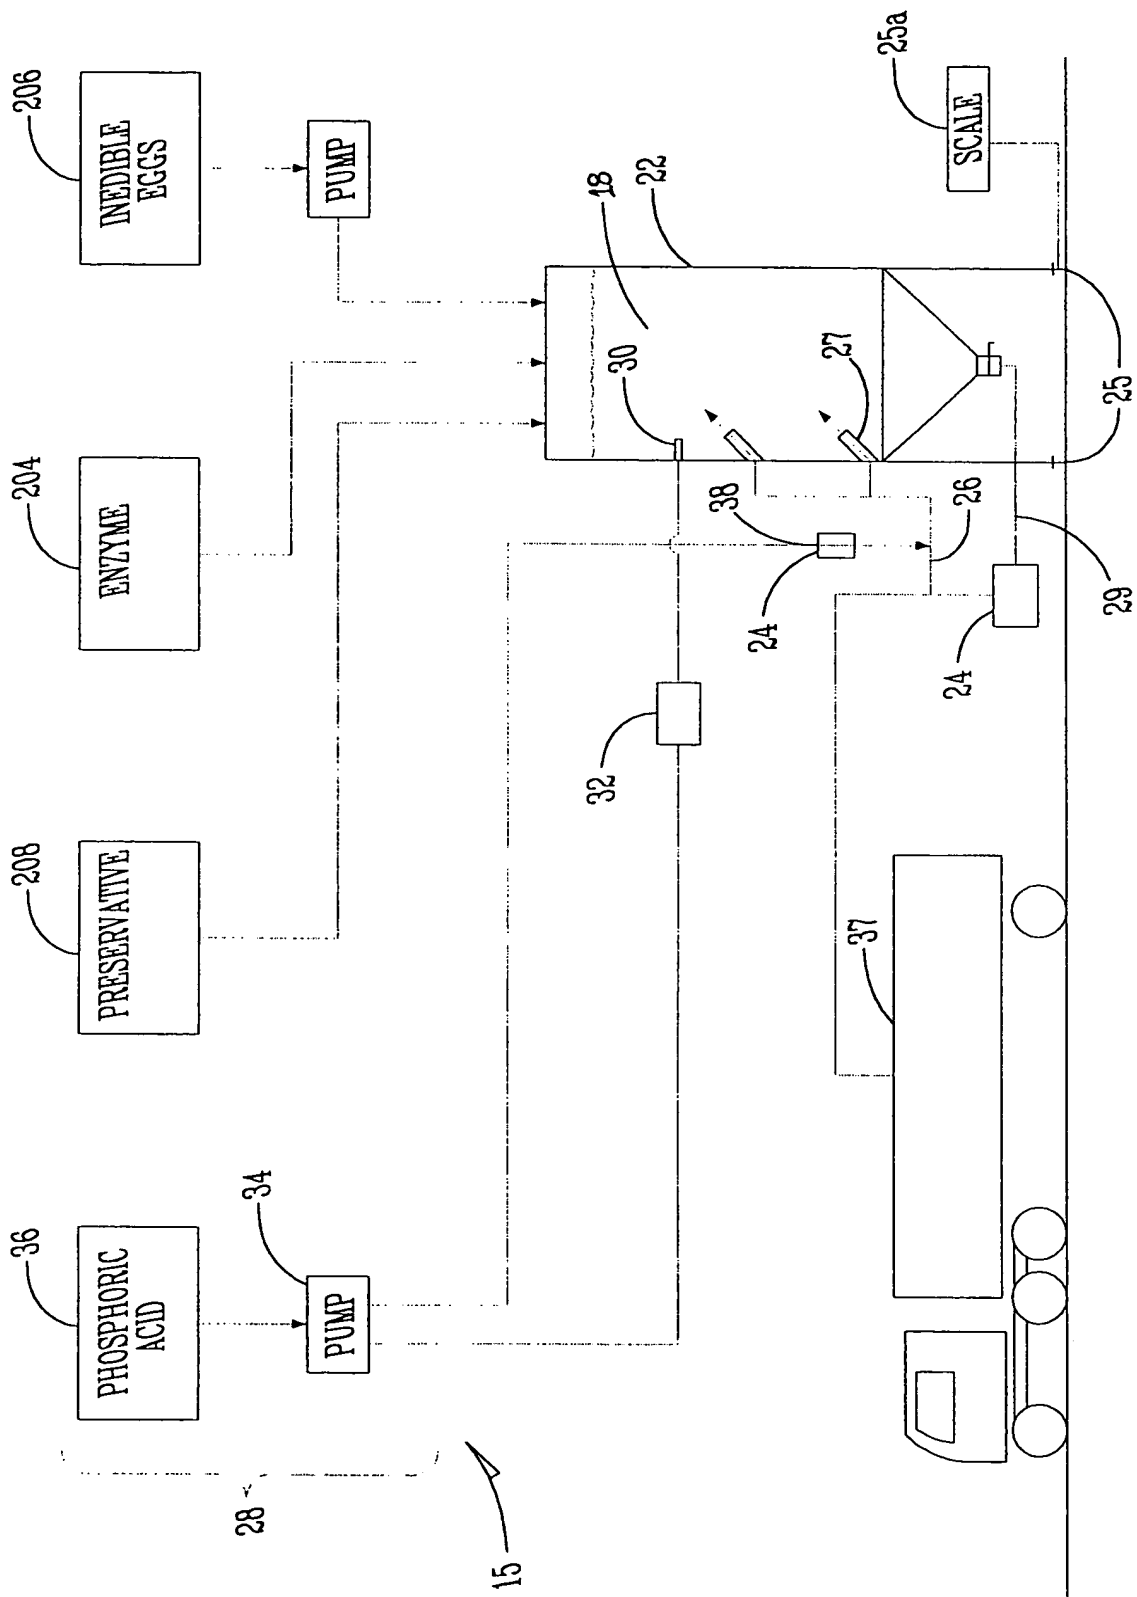 36
PHOSPHORIC
ACID
208
PRESERVATIVE
204
ENZYME
206
INEDIBLE
EGGS
28
34
PUMP
PUMP
15
32
30
18
22
38
24
27
37
26
24
29
25
25a
SCALE